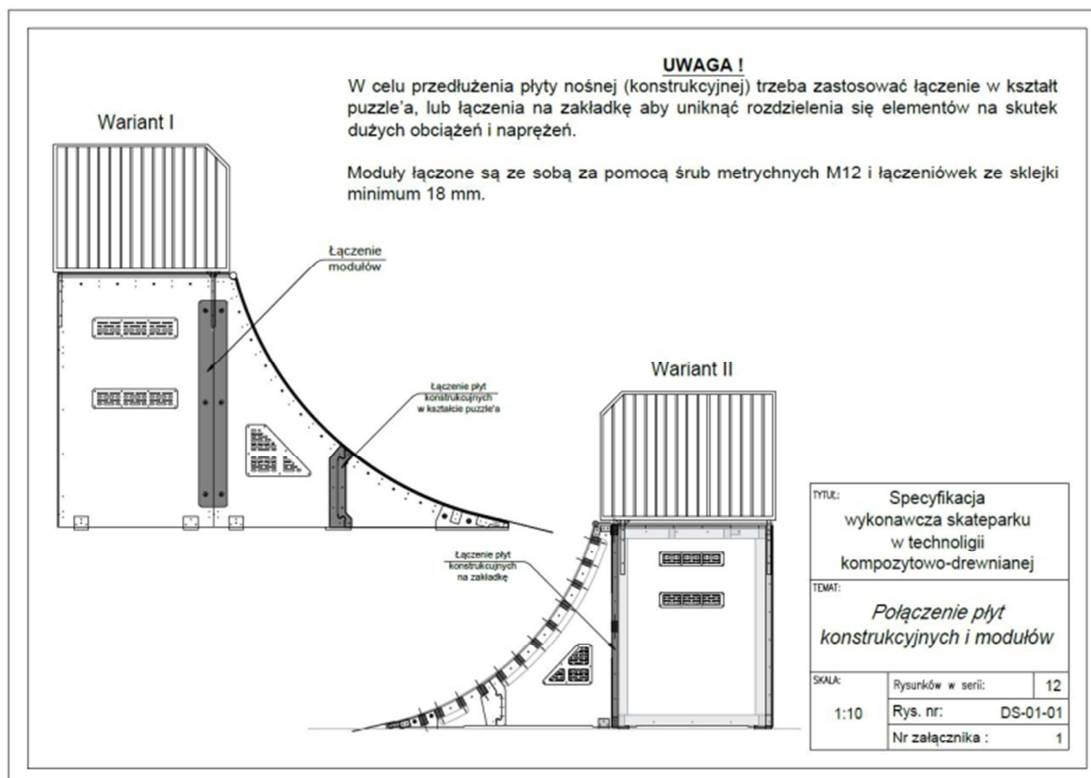 UWAGA !
W celu przedłużenia płyty nośnej (konstrukcyjnej) trzeba zastosować łączenie w kształt
puzzle'a, lub łączenia na zakładkę aby uniknąć rozdzielenia się elementów na skutek
dużych obciążeń i naprężeń.
Moduły łączone są ze sobą za pomocą śrub metrychnych M12 i łączeniówek ze sklejki
minimum 18 mm.
Wariant I
Łączenie
modułów
Łączenie płyt
konstrukcyjnych
w kształcie puzzle'a
Wariant II
Łączenie płyt
konstrukcyjnych
na zakładkę
TYTUŁ:
Specyfikacja
wykonawcza skateparku
w technoligii
kompozytowo-drewnianej
TEMAT:
Połączenie płyt
konstrukcyjnych i modułów
SKALA:
1:10
Rysunków w serii: 12
Rys. nr: DS-01-01
Nr załącznika : 1